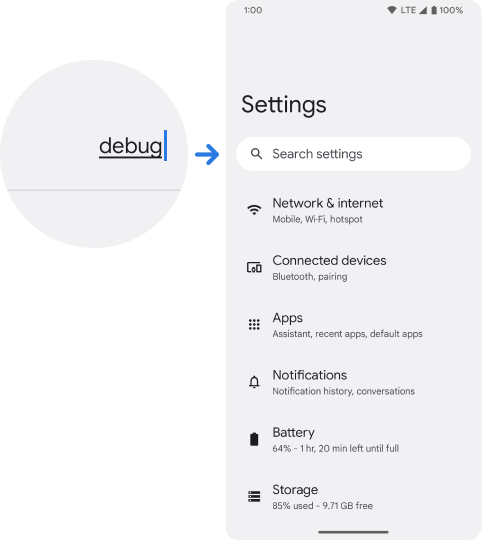 1:00 LTE 100%
debug
Settings
Search settings
Network & internet
Mobile, Wi-Fi, hotspot
Connected devices
Bluetooth, pairing
Apps
Assistant, recent apps, default apps
Notifications
Notification history, conversations
Battery
64% - 1 hr, 20 min left until full
Storage
85% used - 9.71 GB free